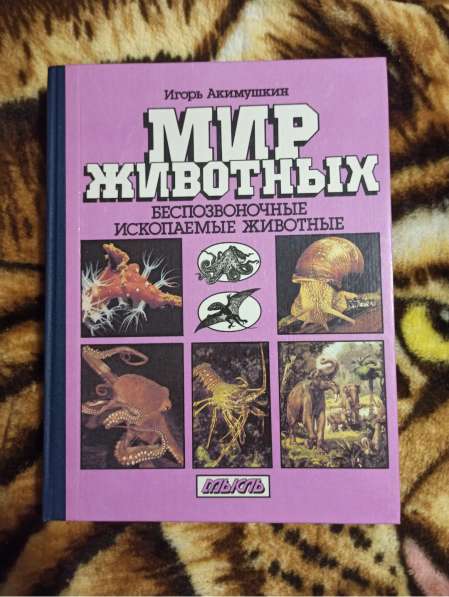 Игорь Акимушкин
МИР
ЖИВОТНЫХ
БЕСПОЗВОНОЧНЫЕ
ИСКОПАЕМЫЕ ЖИВОТНЫЕ
МЫСЛЬ